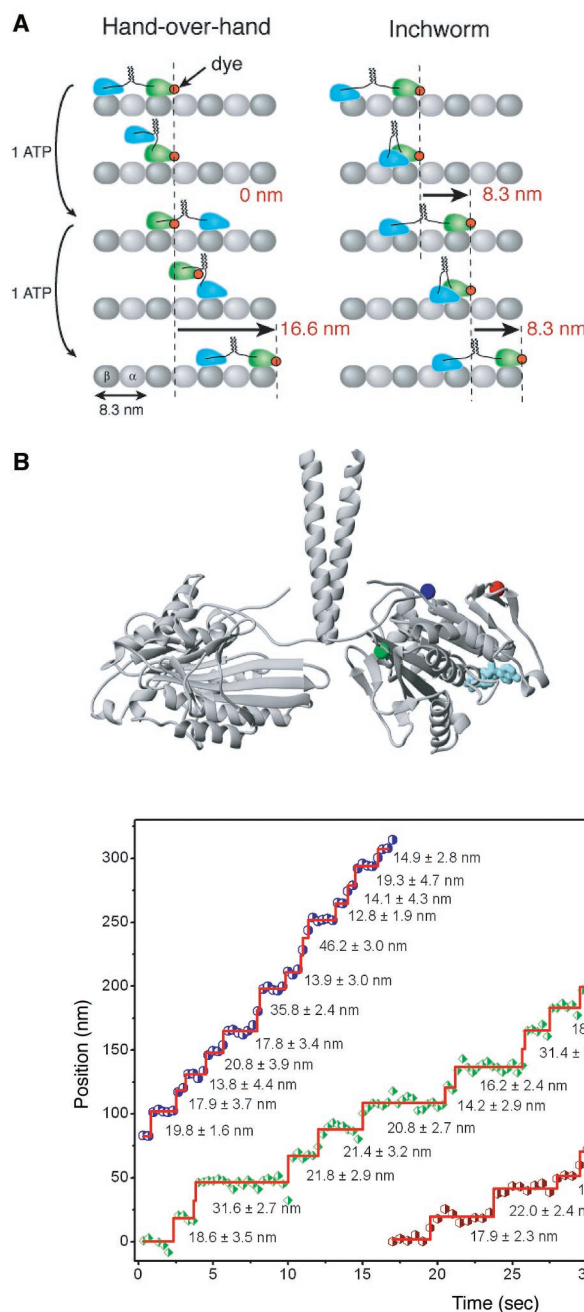 A
Hand-over-hand
Inchworm
dye
1 ATP
0 nm
8.3 nm
1 ATP
16.6 nm
8.3 nm
β α
8.3 nm
B
300
250
200
150
100
50
0
Position (nm)
14.9 ± 2.8 nm
19.3 ± 4.7 nm
14.1 ± 4.3 nm
12.8 ± 1.9 nm
46.2 ± 3.0 nm
13.9 ± 3.0 nm
35.8 ± 2.4 nm
17.8 ± 3.4 nm
20.8 ± 3.9 nm
13.8 ± 4.4 nm
17.9 ± 3.7 nm
19.8 ± 1.6 nm
18
31.4 ±
16.2 ± 2.4 nm
14.2 ± 2.9 nm
20.8 ± 2.7 nm
21.4 ± 3.2 nm
21.8 ± 2.9 nm
31.6 ± 2.7 nm
18.6 ± 3.5 nm
1
22.0 ± 2.4 n
17.9 ± 2.3 nm
0 5 10 15 20 25 3
Time (sec)